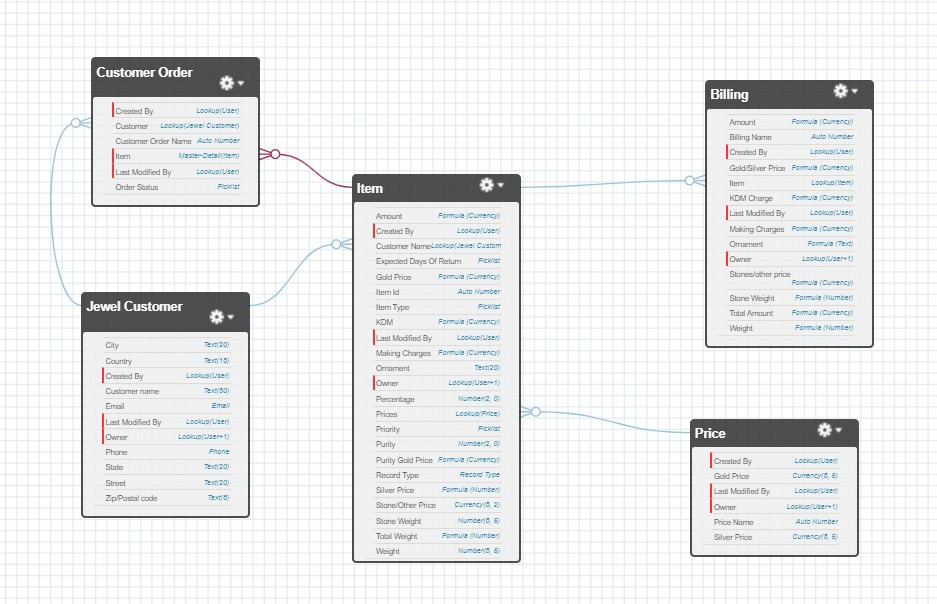 Customer Order
Created By Lookup(User)
Customer Lookup(Jewel Customer)
Customer Order Name Auto Number
Item Master-Detail(Item)
Last Modified By Lookup(User)
Order Status Picklist
Jewel Customer
City Text(20)
Country Text(15)
Created By Lookup(User)
Customer name Text(50)
Email Email
Last Modified By Lookup(User)
Owner Lookup(User+1)
Phone Phone
State Text(20)
Street Text(20)
Zip/Postal code Text(6)
Item
Amount Formula (Currency)
Created By Lookup(User)
Customer Name Lookup(Jewel Custom
Expected Days Of Return Picklist
Gold Price Formula (Currency)
Item Id Auto Number
Item Type Picklist
KDM Formula (Currency)
Last Modified By Lookup(User)
Making Charges Formula (Currency)
Ornament Text(20)
Owner Lookup(User+1)
Percentage Number(2, 0)
Prices Lookup(Price)
Priority Picklist
Purity Number(2, 0)
Purity Gold Price Formula (Currency)
Record Type Record Type
Silver Price Formula (Number)
Stone/Other Price Currency(6, 2)
Stone Weight Number(6, 5)
Total Weight Formula (Number)
Weight Number(6, 5)
Billing
Amount Formula (Currency)
Billing Name Auto Number
Created By Lookup(User)
Gold/Silver Price Formula (Currency)
Item Lookup(Item)
KDM Charge Formula (Currency)
Last Modified By Lookup(User)
Making Charges Formula (Currency)
Ornament Formula (Text)
Owner Lookup(User+1)
Stones/other price
Formula (Currency)
Stone Weight Formula (Number)
Total Amount Formula (Currency)
Weight Formula (Number)
Price
Created By Lookup(User)
Gold Price Currency(6, 5)
Last Modified By Lookup(User)
Owner Lookup(User+1)
Price Name Auto Number
Silver Price Currency(6, 5)